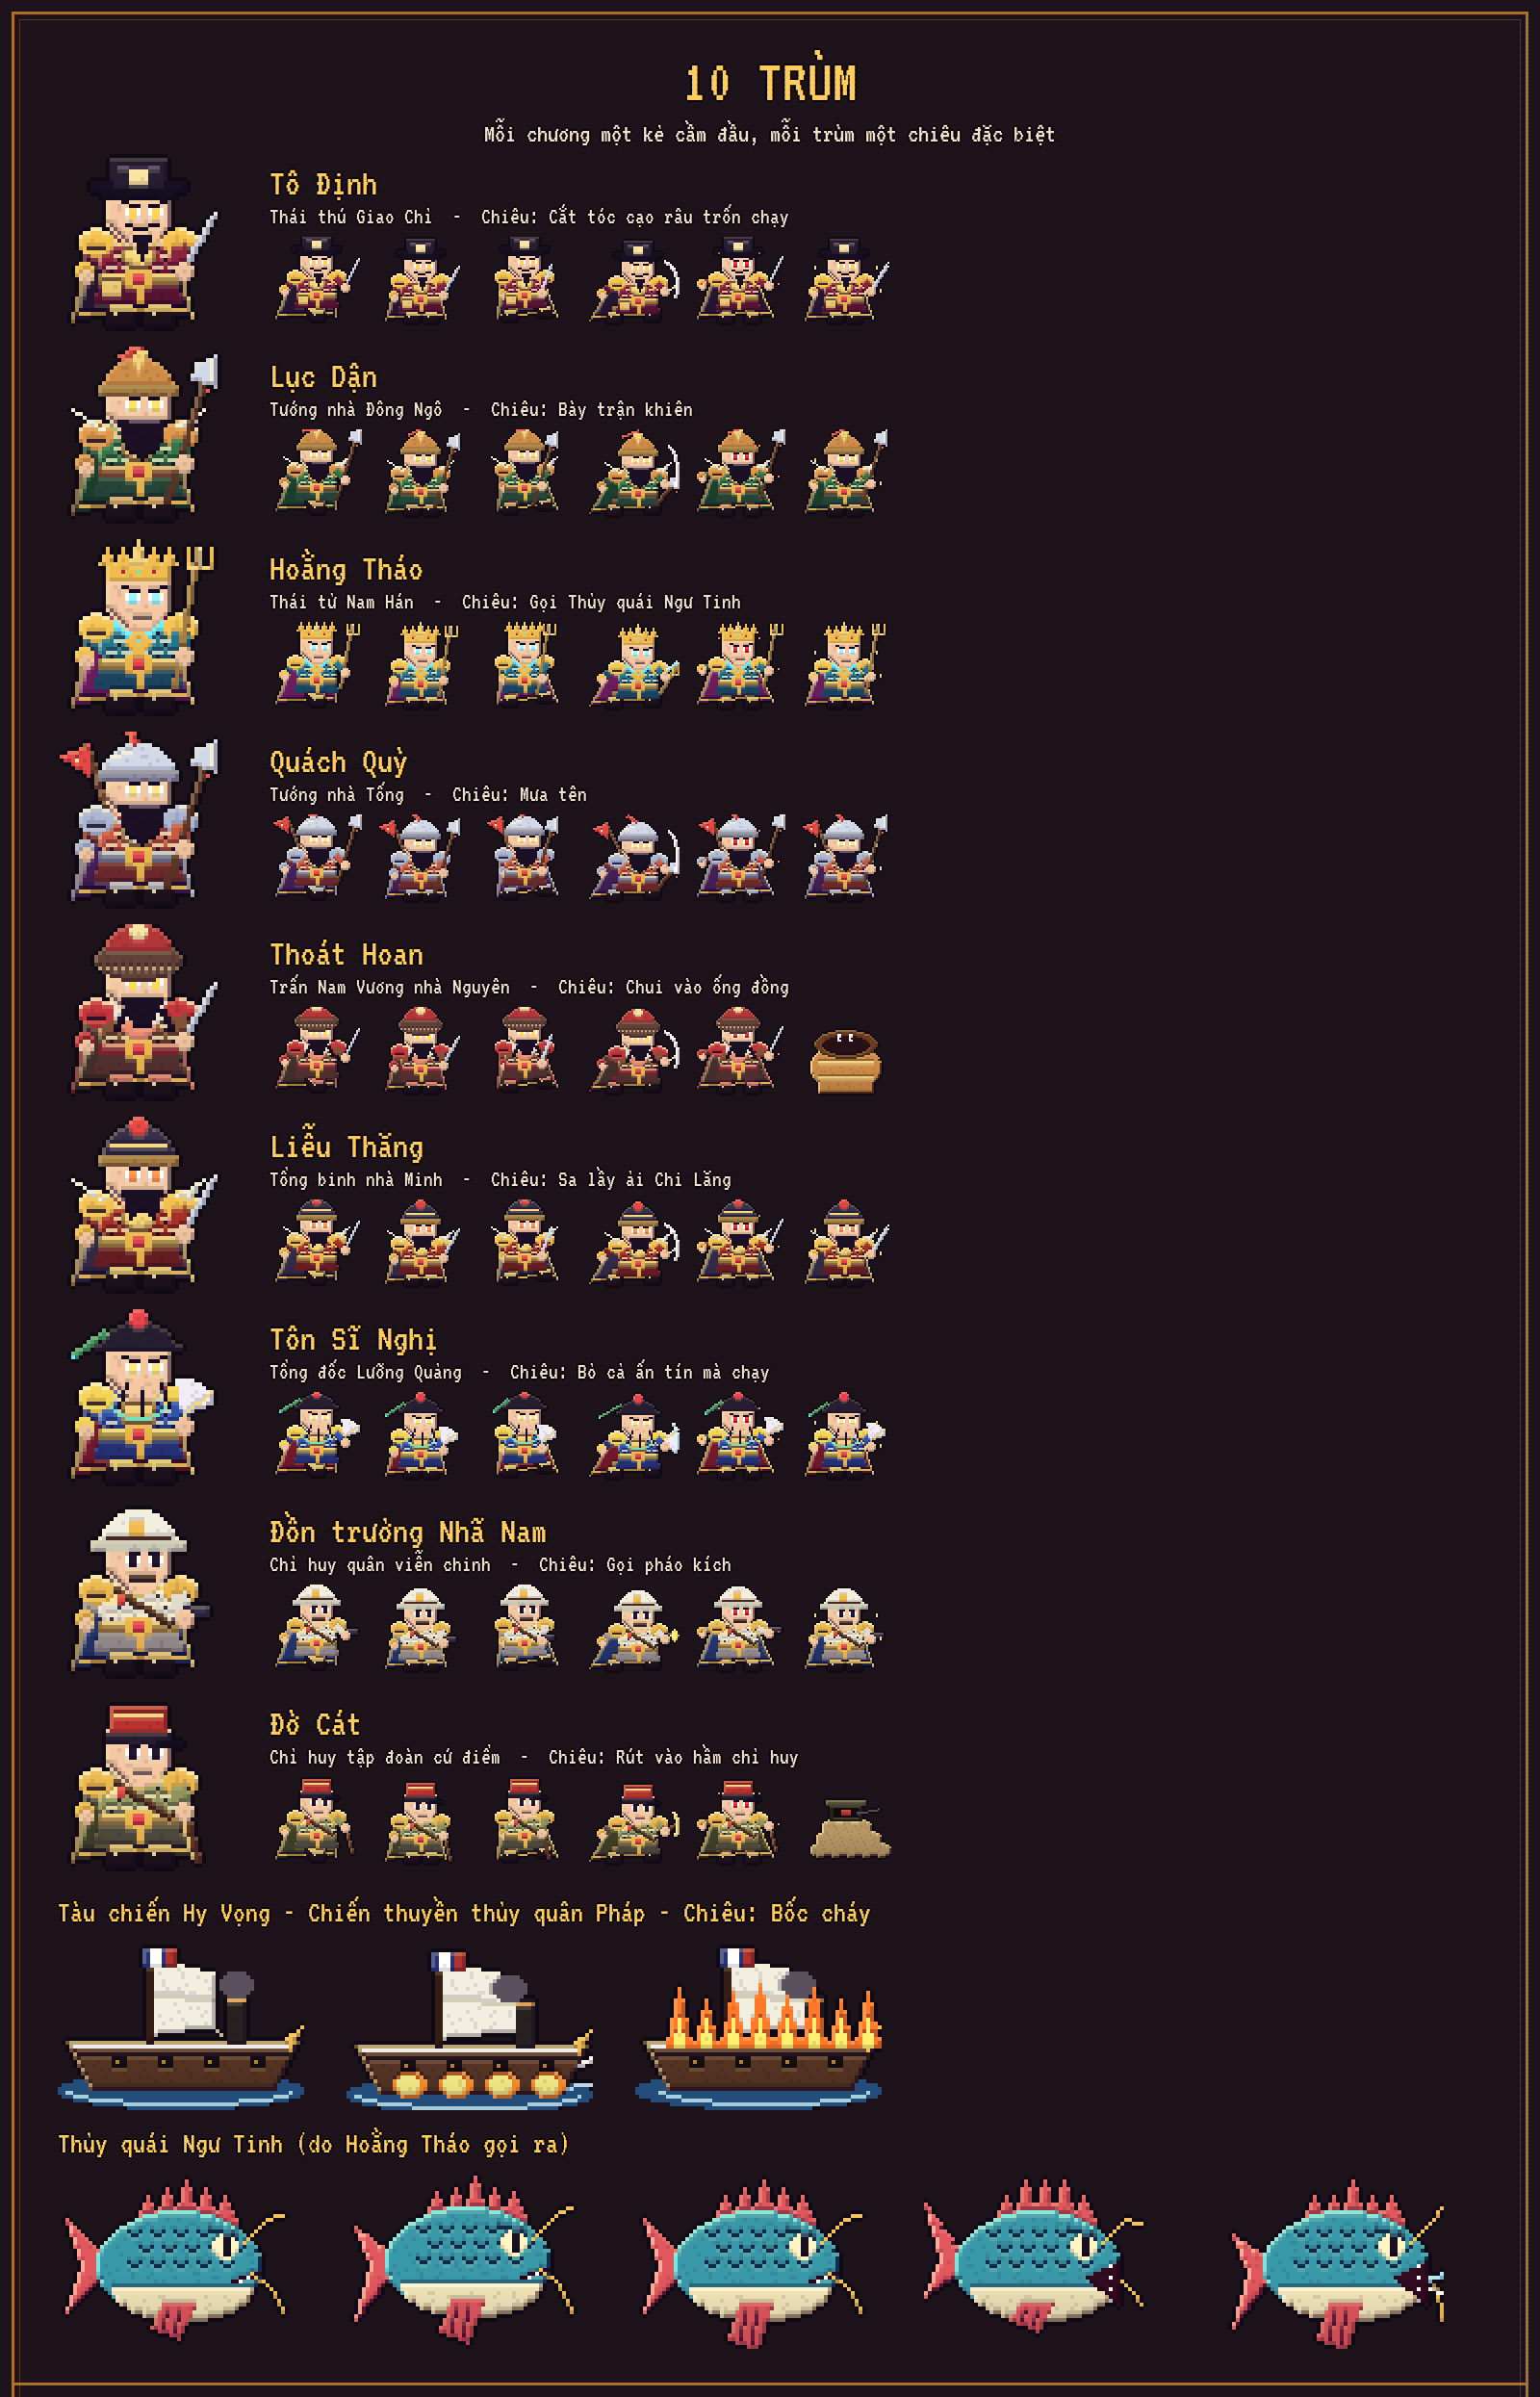 10 TRÙM
Mỗi chương một kẻ cầm đầu, mỗi trùm một chiêu đặc biệt
Tô Định
Thái thú Giao Chỉ - Chiêu: Cắt tóc cạo râu trốn chạy
Lục Dận
Tướng nhà Đông Ngô - Chiêu: Bày trận khiên
Hoằng Tháo
Thái tử Nam Hán - Chiêu: Gọi Thủy quái Ngư Tinh
Quách Quỳ
Tướng nhà Tống - Chiêu: Mưa tên
Thoát Hoan
Trấn Nam Vương nhà Nguyên - Chiêu: Chui vào ống đồng
Liễu Thăng
Tổng binh nhà Minh - Chiêu: Sa lầy ải Chi Lăng
Tôn Sĩ Nghị
Tổng đốc Lưỡng Quảng - Chiêu: Bỏ cả ấn tín mà chạy
Đồn trưởng Nhã Nam
Chỉ huy quân viễn chinh - Chiêu: Gọi pháo kích
Đờ Cát
Chỉ huy tập đoàn cứ điểm - Chiêu: Rút vào hầm chỉ huy
Tàu chiến Hy Vọng - Chiến thuyền thủy quân Pháp - Chiêu: Bốc cháy
Thủy quái Ngư Tinh (do Hoằng Tháo gọi ra)